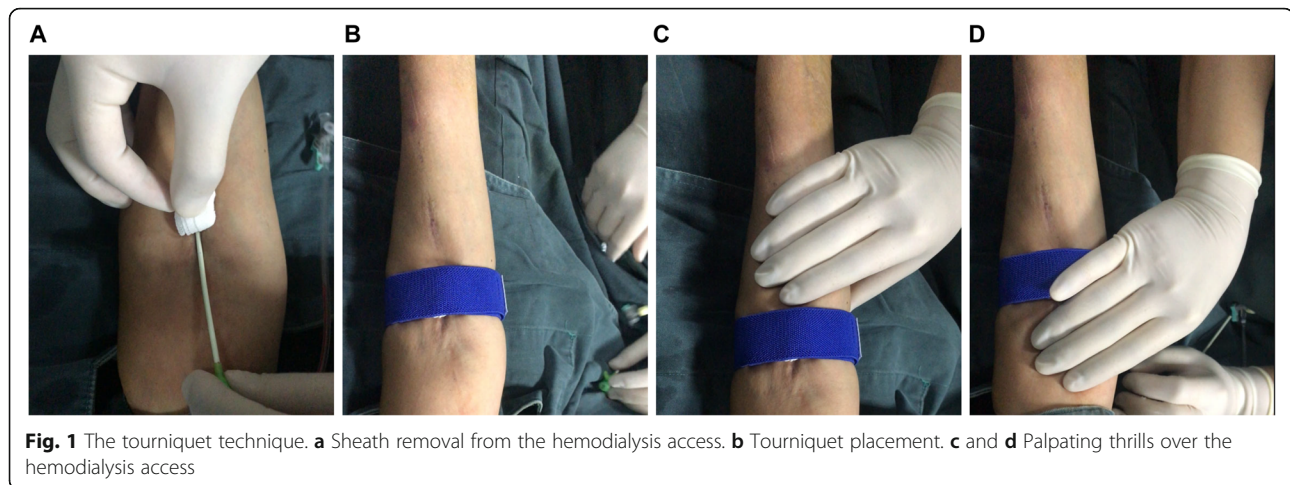 A B C D
Fig. 1 The tourniquet technique. a Sheath removal from the hemodialysis access. b Tourniquet placement. c and d Palpating thrills over the
hemodialysis access